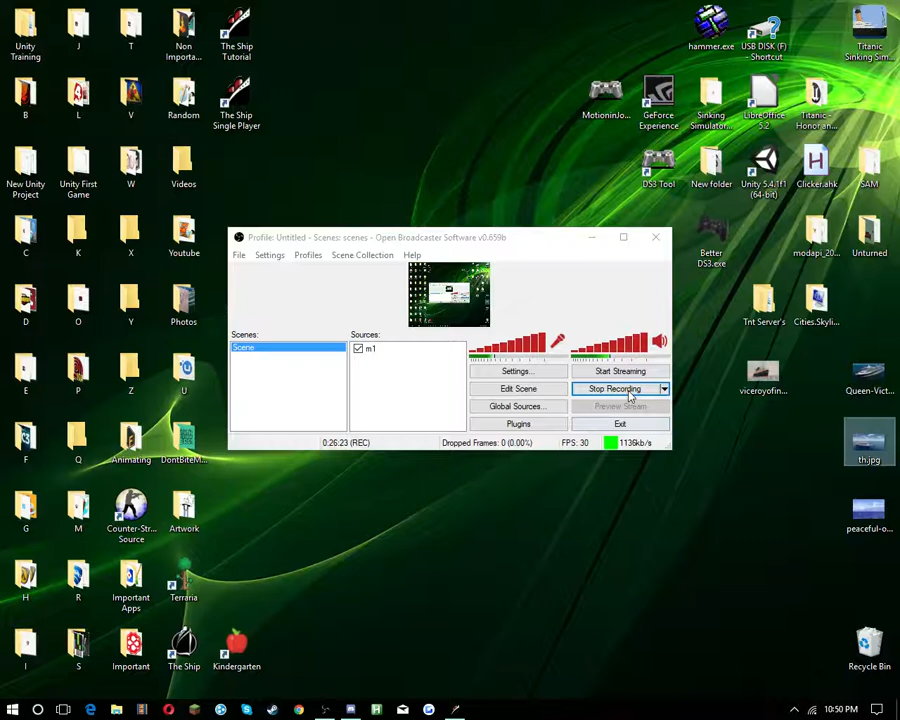 Unity Training
J
T
Non Importa...
The Ship Tutorial
hammer.exe
USB DISK (F) - Shortcut
Titanic Sinking Sim...
B
L
V
Random
The Ship Single Player
MotioninJo...
GeForce Experience
Sinking Simulator...
LibreOffice 5.2
Titanic - Honor an...
New Unity Project
Unity First Game
W
Videos
DS3 Tool
New folder
Unity 5.4.1f1 (64-bit)
Clicker.ahk
SAM
C
K
X
Youtube
Better DS3.exe
modapi_20...
Unturned
D
O
Y
Photos
Tnt Server's
Cities.Skyli...
E
P
Z
U
viceroyofin...
Queen-Vict...
F
Q
Animating
DontBiteM...
th.jpg
G
M
Counter-Str... Source
Artwork
peaceful-o...
H
R
Important Apps
Terraria
I
S
Important
The Ship
Kindergarten
Recycle Bin
Profile: Untitled - Scenes: scenes - Open Broadcaster Software v0.659b
File Settings Profiles Scene Collection Help
Scenes:
Scene
Sources:
m1
Settings...
Start Streaming
Edit Scene
Stop Recording
Global Sources...
Preview Stream
Plugins
Exit
0:26:23 (REC)
Dropped Frames: 0 (0.00%)
FPS: 30
1136kb/s
10:50 PM